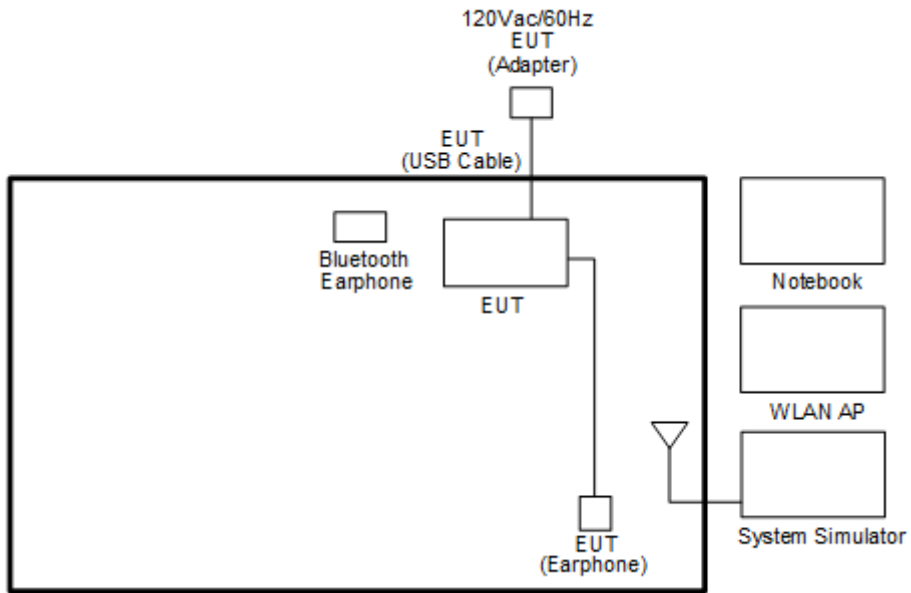 120Vac/60Hz
EUT
(Adapter)
EUT
(USB Cable)
Bluetooth
Earphone
EUT
Notebook
WLAN AP
System Simulator
EUT
(Earphone)